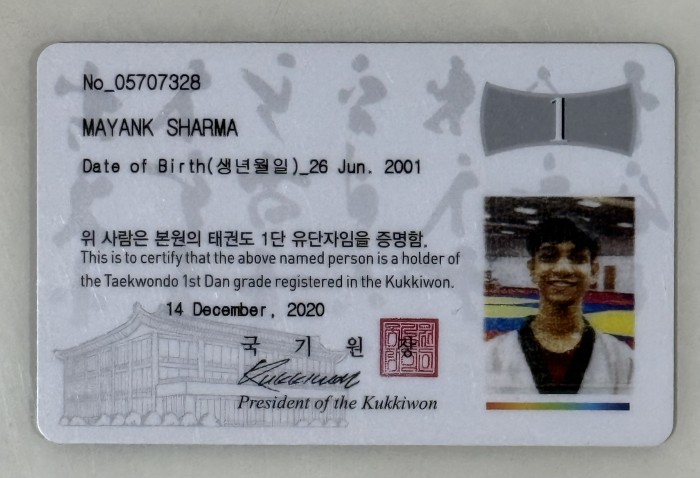 No_05707328
1
MAYANK SHARMA
Date of Birth(생년월일)_26 Jun. 2001
위 사람은 본원의 태권도 1단 유단자임을 증명함.
This is to certify that the above named person is a holder of
the Taekwondo 1st Dan grade registered in the Kukkiwon.
14 December, 2020
국 기 원 장
Kukkiwon
President of the Kukkiwon